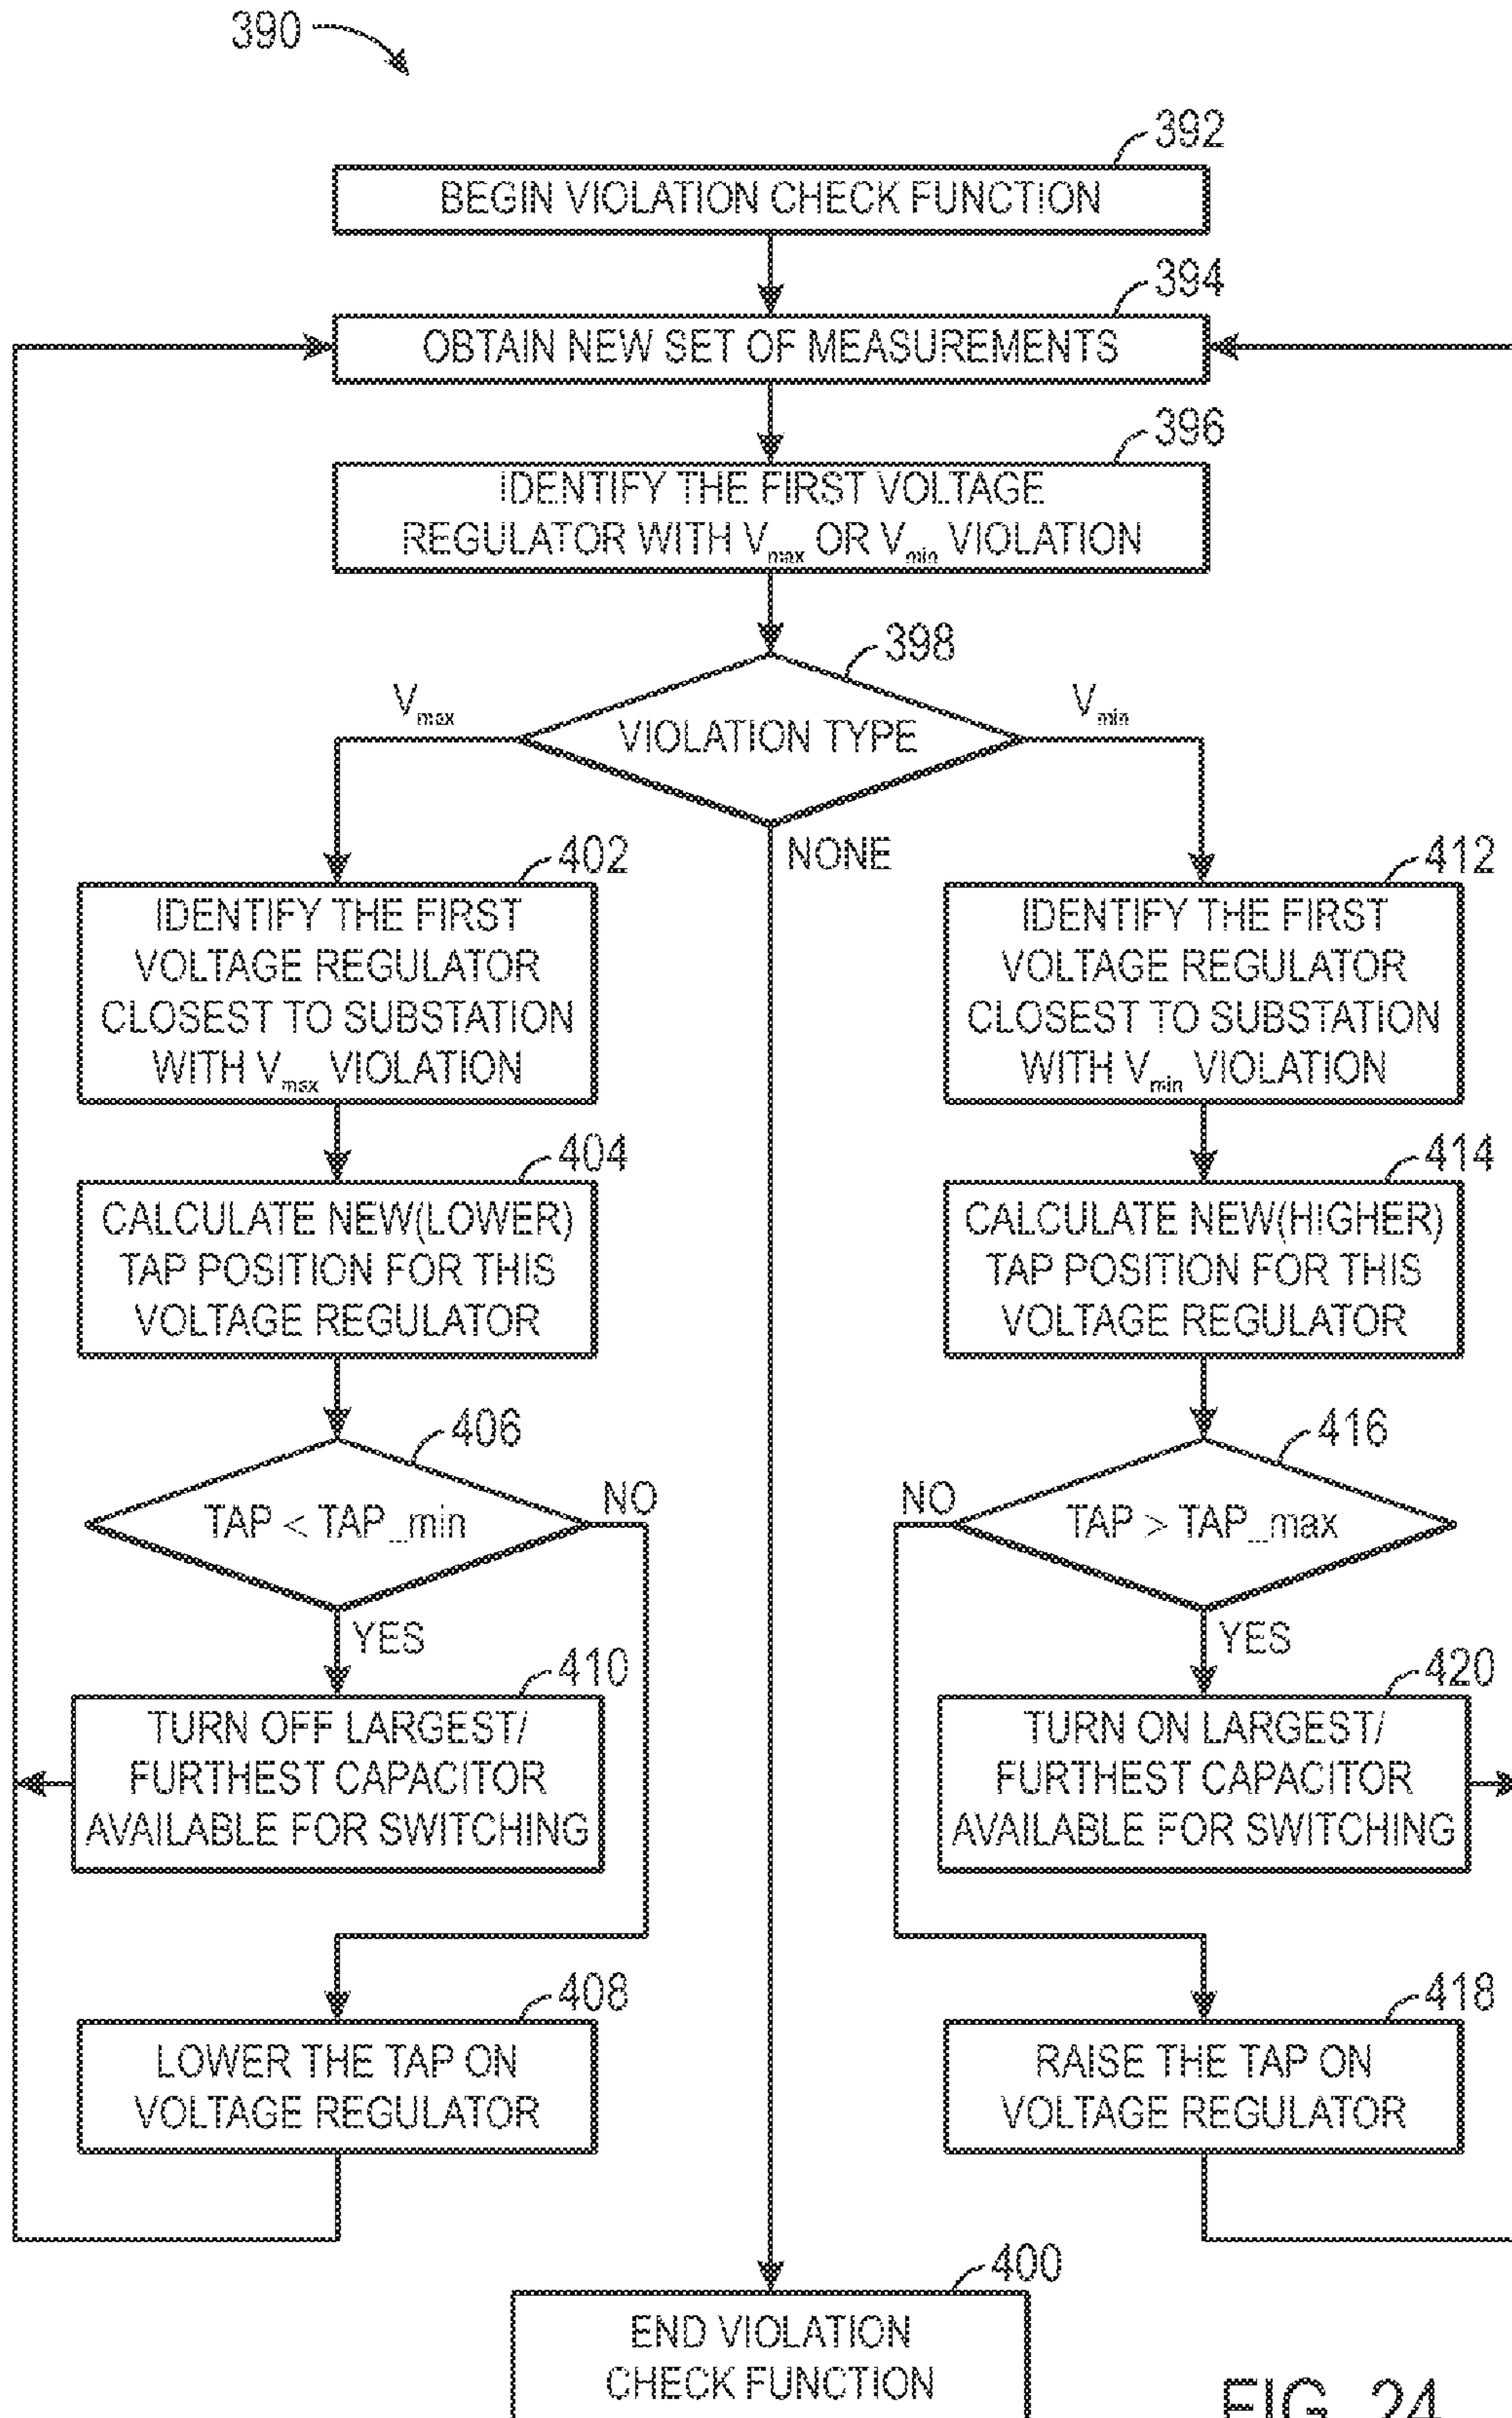 390
392
BEGIN VIOLATION CHECK FUNCTION
394
OBTAIN NEW SET OF MEASUREMENTS
396
IDENTIFY THE FIRST VOLTAGE
REGULATOR WITH Vmax OR Vmin VIOLATION
398
VIOLATION TYPE
Vmax
Vmin
NONE
402
IDENTIFY THE FIRST
VOLTAGE REGULATOR
CLOSEST TO SUBSTATION
WITH Vmax VIOLATION
404
CALCULATE NEW(LOWER)
TAP POSITION FOR THIS
VOLTAGE REGULATOR
406
TAP < TAP_min
NO
YES
410
TURN OFF LARGEST/
FURTHEST CAPACITOR
AVAILABLE FOR SWITCHING
408
LOWER THE TAP ON
VOLTAGE REGULATOR
412
IDENTIFY THE FIRST
VOLTAGE REGULATOR
CLOSEST TO SUBSTATION
WITH Vmin VIOLATION
414
CALCULATE NEW(HIGHER)
TAP POSITION FOR THIS
VOLTAGE REGULATOR
416
TAP > TAP_max
NO
YES
420
TURN ON LARGEST/
FURTHEST CAPACITOR
AVAILABLE FOR SWITCHING
418
RAISE THE TAP ON
VOLTAGE REGULATOR
400
END VIOLATION
CHECK FUNCTION
FIG. 24